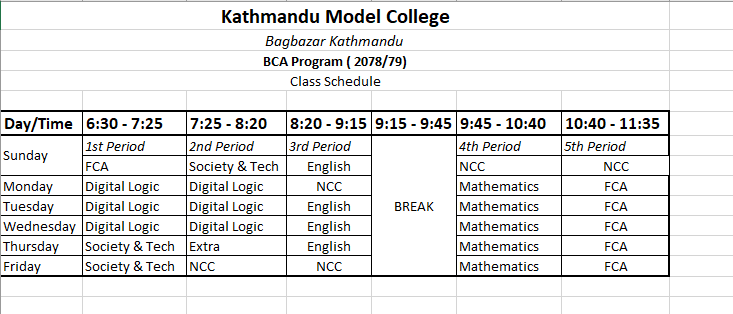 Kathmandu Model College
Bagbazar Kathmandu
BCA Program ( 2078/79)
Class Schedule
Day/Time 6:30 - 7:25 7:25 - 8:20 8:20 - 9:15 9:15 - 9:45 9:45 - 10:40 10:40 - 11:35
Sunday 1st Period 2nd Period 3rd Period BREAK 4th Period 5th Period
FCA Society & Tech English NCC NCC
Monday Digital Logic Digital Logic NCC Mathematics FCA
Tuesday Digital Logic Digital Logic English Mathematics FCA
Wednesday Digital Logic Digital Logic English Mathematics FCA
Thursday Society & Tech Extra English Mathematics FCA
Friday Society & Tech NCC NCC Mathematics FCA